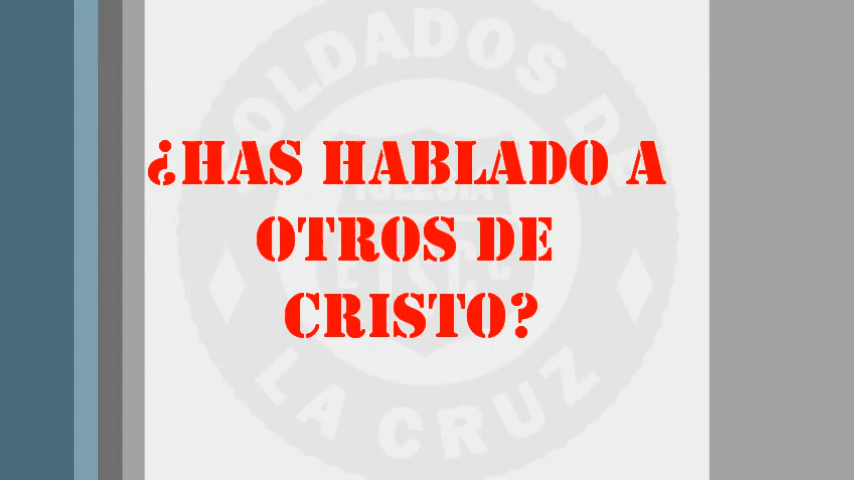 SOLDADOS DE
¿HAS HABLADO A
IGLESIA
OTROS DE
CRISTO?
LA CRUZ